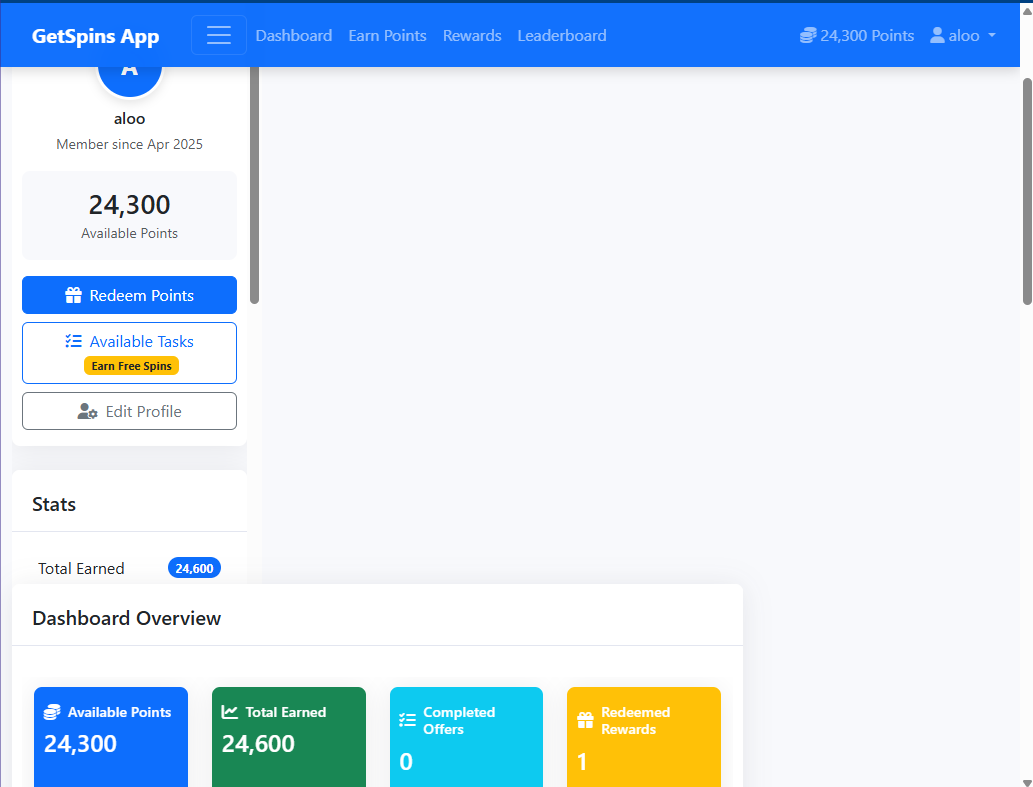 GetSpins App
Dashboard
Earn Points
Rewards
Leaderboard
24,300 Points
aloo
A
aloo
Member since Apr 2025
24,300
Available Points
Redeem Points
Available Tasks
Earn Free Spins
Edit Profile
Stats
Total Earned 24,600
Dashboard Overview
Available Points
24,300
Total Earned
24,600
Completed
Offers
0
Redeemed
Rewards
1